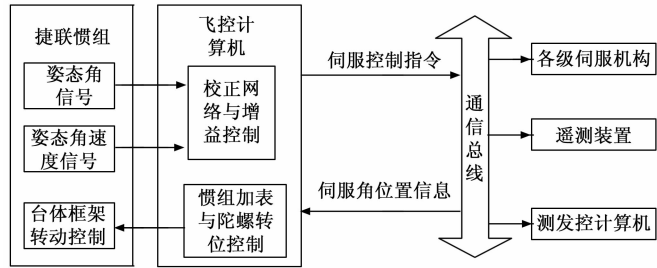 捷联惯组
姿态角
信号
姿态角速
度信号
台体框架
转动控制
飞控计
算机
校正网
络与增
益控制
惯组加表
与陀螺转
位控制
伺服控制指令
伺服角位置信息
通信总线
各级伺服机构
遥测装置
测发控计算机